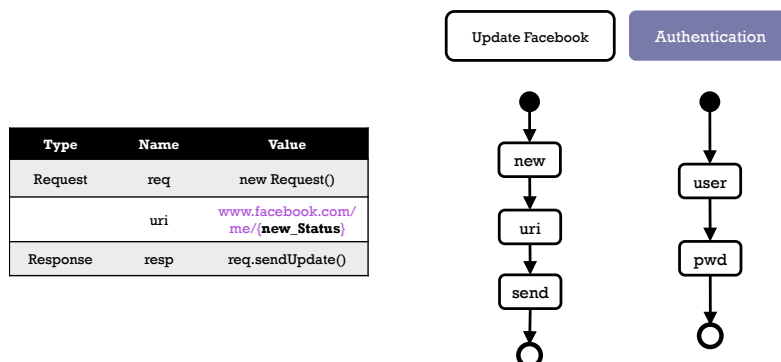 Update Facebook
Authentication
Type Name Value
Request req new Request()
uri www.facebook.com/
me/{new_Status}
Response resp req.sendUpdate()
new
uri
send
user
pwd